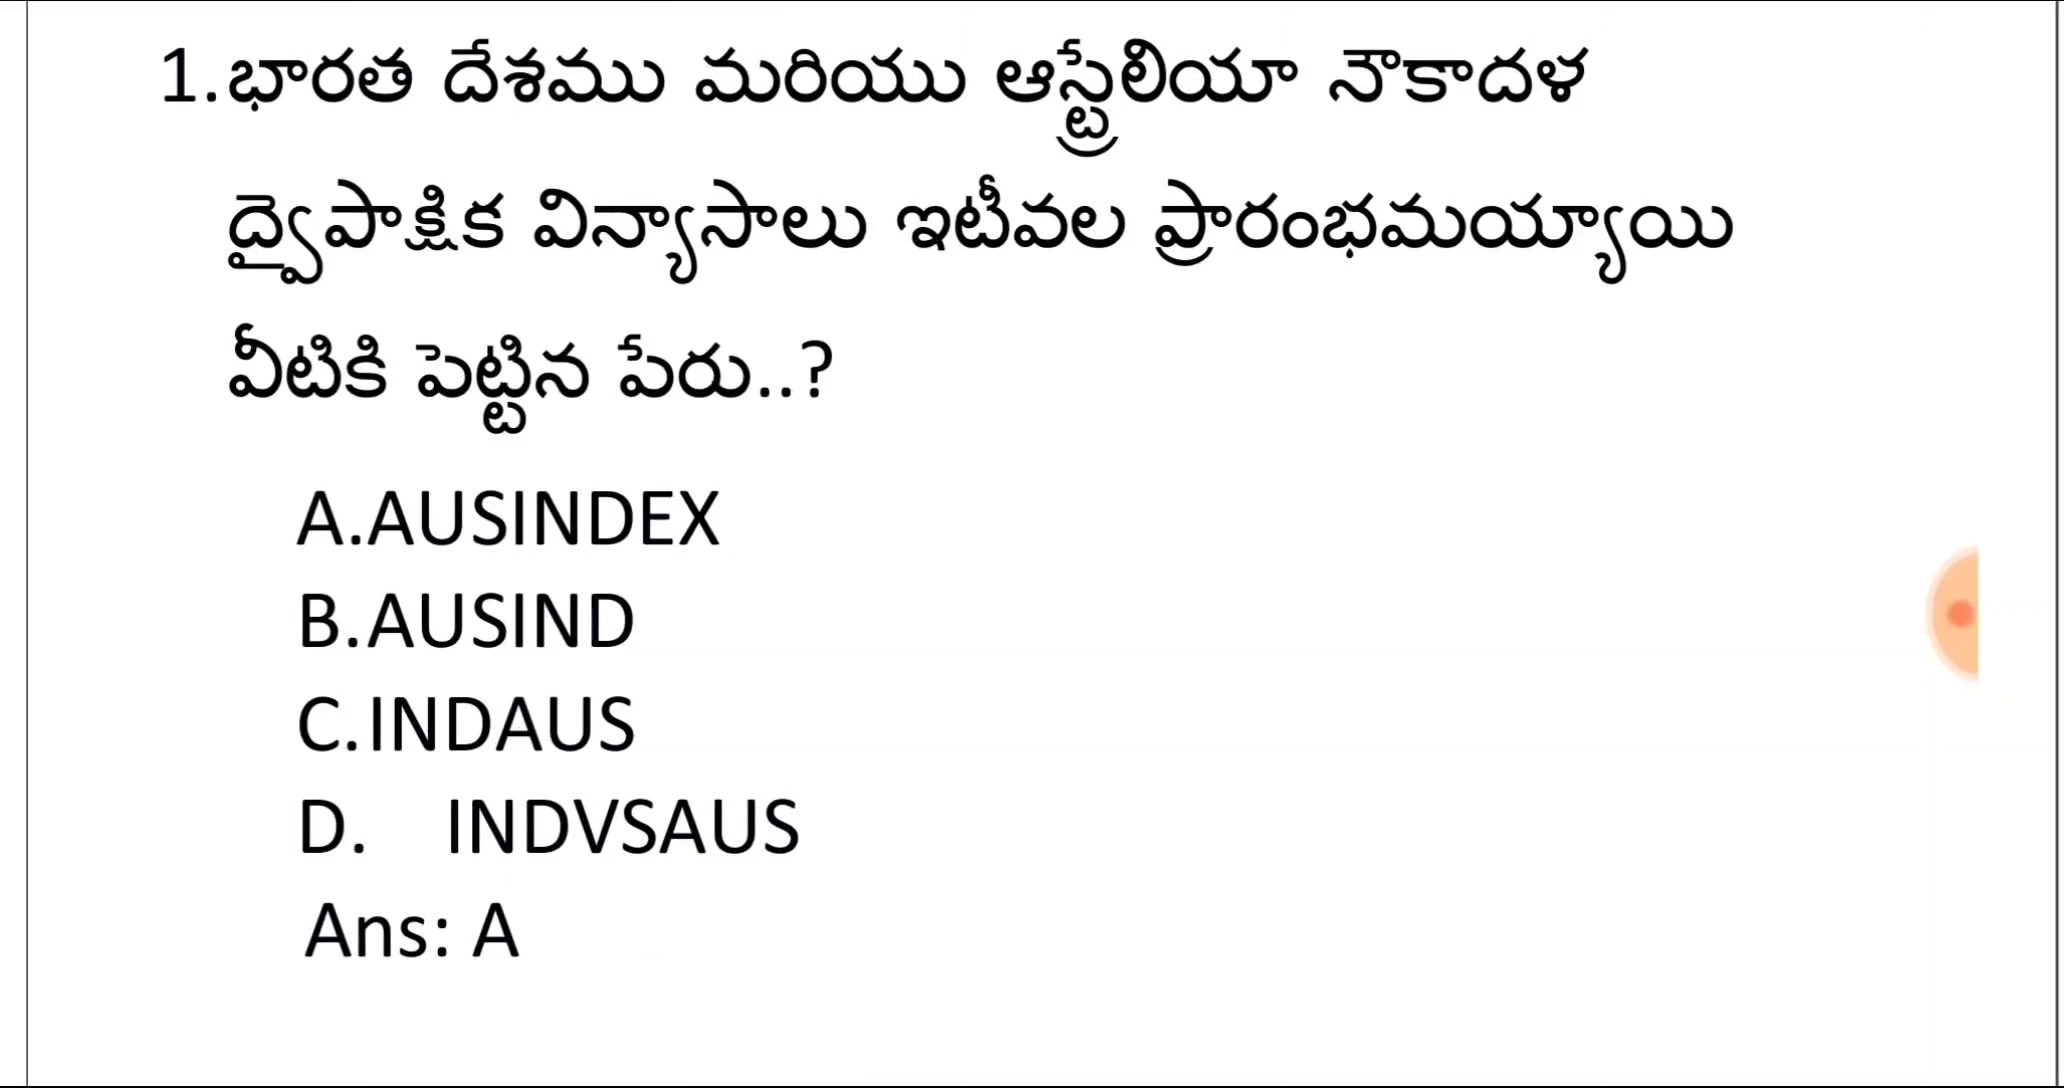 1.భారత దేశము మరియు ఆస్ట్రేలియా నౌకాదళ
ద్వైపాక్షిక విన్యాసాలు ఇటీవల ప్రారంభమయ్యాయి
వీటికి పెట్టిన పేరు..?
A.AUSINDEX
B.AUSIND
C.INDAUS
D. INDVSAUS
Ans: A